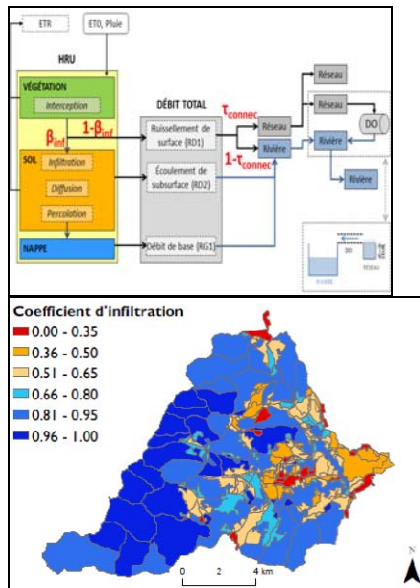 ETR
ET0, Pluie
HRU
VÉGÉTATION
Interception
β inf
1-β inf
SOL
Infiltration
Diffusion
Percolation
NAPPE
DÉBIT TOTAL
Ruissellement de
surface (RD1)
Écoulement de
subsurface (RD2)
Débit de base (RG1)
τ connec
1-τ connec
Réseau
Rivière
Réseau
Réseau
DO
Rivière
Rivière
DO
RIVIERE
RESEAU
Coefficient d'infiltration
0.00 - 0.35
0.36 - 0.50
0.51 - 0.65
0.66 - 0.80
0.81 - 0.95
0.96 - 1.00
0 2 4 km
N